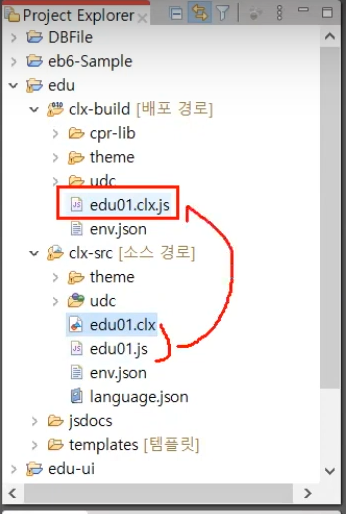 Project Explorer
DBFile
eb6-Sample
edu
clx-build [배포 경로]
cpr-lib
theme
udc
edu01.clx.js
env.json
clx-src [소스 경로]
theme
udc
edu01.clx
edu01.js
env.json
language.json
jsdocs
templates [템플릿]
edu-ui